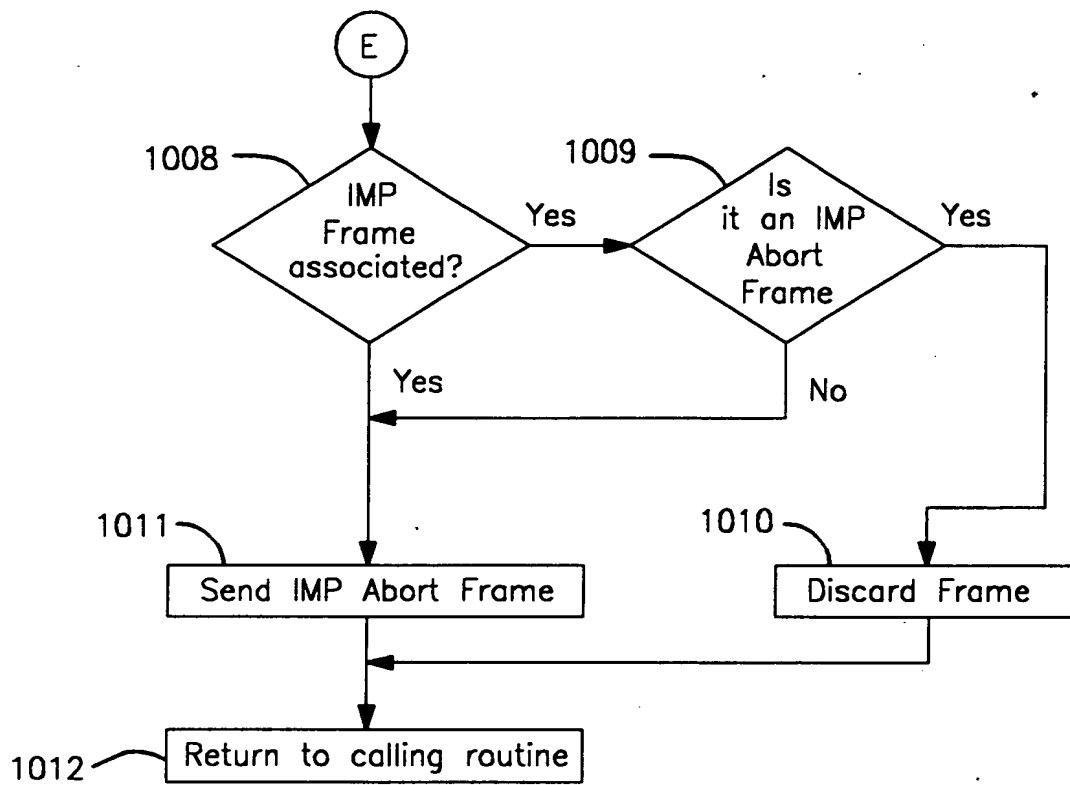 E
1008
IMP
Frame
associated?
Yes
1009
Is
it an IMP
Abort
Frame
Yes
Yes
No
1011
Send IMP Abort Frame
1010
Discard Frame
1012
Return to calling routine